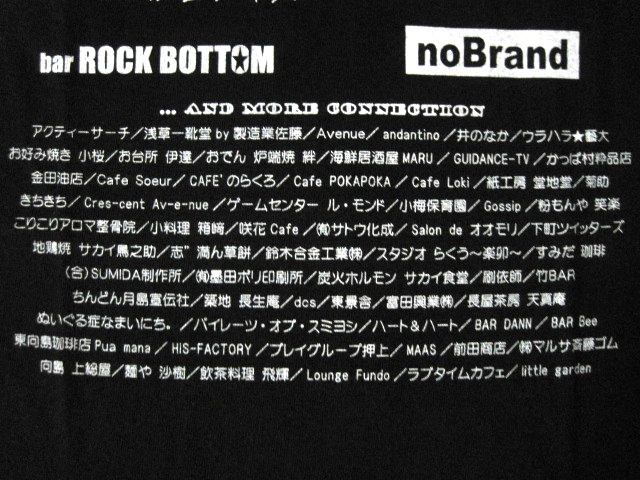 bar ROCK BOTTOM
noBrand
... AND MORE CONNECTION
アクティーサーチ/浅草一靴堂 by 製造業佐藤/Avenue/andantino/井のなか/ウラハラ★藝大
お好み焼き 小桜/お台所 伊達/おでん 炉端焼 絆/海鮮居酒屋 MARU/GUIDANCE-TV/かっぱ村粋品店
金田油店/Cafe Soeur/CAFE'のらくろ/Cafe POKAPOKA/Cafe Loki/紙工房 堂地堂/菊助
きちきち/Cres-cent Av-e-nue/ゲームセンター ル・モンド/小梅保育園/Gossip/粉もんや 笑楽
こりこりアロマ整骨院/小料理 箱﨑/咲花 Cafe/㈲サトウ化成/Salon de オオモリ/下町ツイッターズ
地鶏焼 サカイ馬之助/志”満ん草餅/鈴木合金工業㈱/スタジオ らくう～楽卯～/すみだ 珈琲
(合)SUMIDA制作所/㈲墨田ポリ印刷所/炭火ホルモン サカイ食堂/刷依師/竹BAR
ちんどん月島宣伝社/築地 長生庵/dcs/東景舎/富田興業㈱/長屋茶房 天真庵
ぬいぐる症なまいにち。/パイレーツ・オブ・スミヨシ/ハート&ハート/BAR DANN/BAR Bee
東向島珈琲店 Pua mana/HiS-FACTORY/プレイグループ押上/MAAS/前田商店/㈱マルサ斉藤ゴム
向島 上総屋/麺や 沙樹/飲茶料理 飛輝/Lounge Fundo/ラブタイムカフェ/little garden